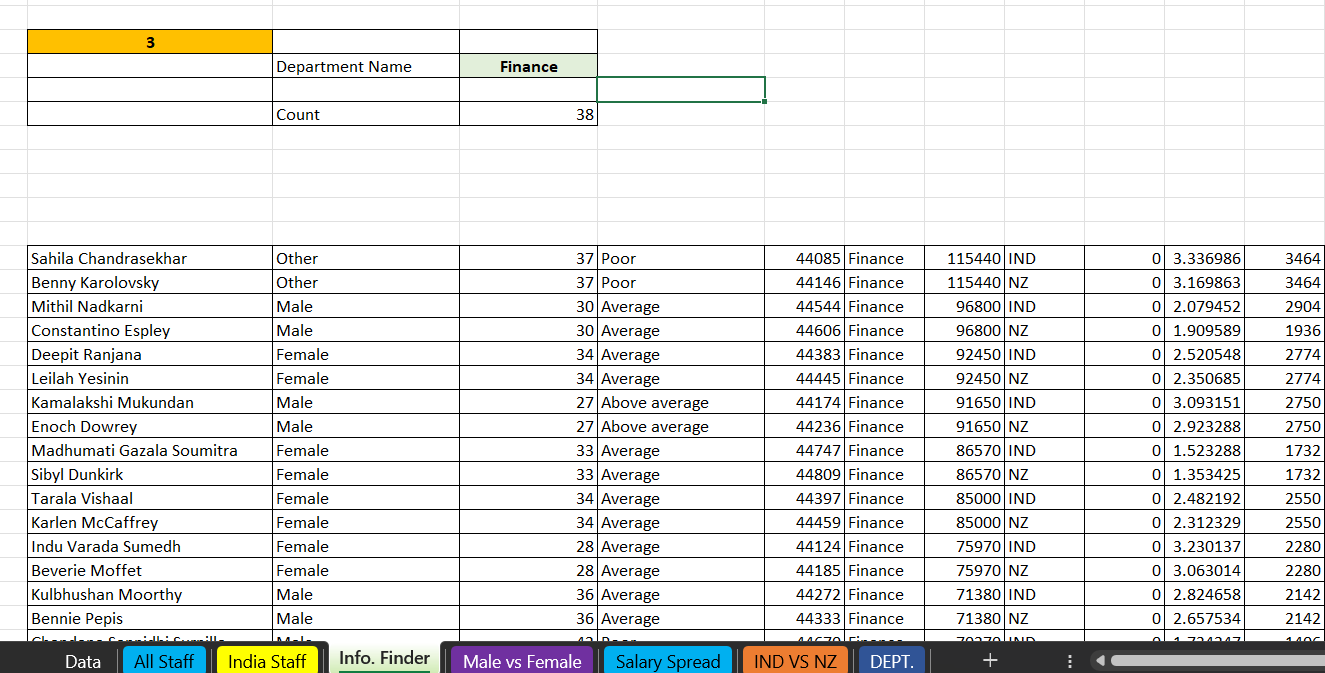 3
Department Name Finance
Count 38
Sahila Chandrasekhar Other 37 Poor 44085 Finance 115440 IND 0 3.336986 3464
Benny Karolovsky Other 37 Poor 44146 Finance 115440 NZ 0 3.169863 3464
Mithil Nadkarni Male 30 Average 44544 Finance 96800 IND 0 2.079452 2904
Constantino Espley Male 30 Average 44606 Finance 96800 NZ 0 1.909589 1936
Deepit Ranjana Female 34 Average 44383 Finance 92450 IND 0 2.520548 2774
Leilah Yesinin Female 34 Average 44445 Finance 92450 NZ 0 2.350685 2774
Kamalakshi Mukundan Male 27 Above average 44174 Finance 91650 IND 0 3.093151 2750
Enoch Dowrey Male 27 Above average 44236 Finance 91650 NZ 0 2.923288 2750
Madhumati Gazala Soumitra Female 33 Average 44747 Finance 86570 IND 0 1.523288 1732
Sibyl Dunkirk Female 33 Average 44809 Finance 86570 NZ 0 1.353425 1732
Tarala Vishaal Female 34 Average 44397 Finance 85000 IND 0 2.482192 2550
Karlen McCaffrey Female 34 Average 44459 Finance 85000 NZ 0 2.312329 2550
Indu Varada Sumedh Female 28 Average 44124 Finance 75970 IND 0 3.230137 2280
Beverie Moffet Female 28 Average 44185 Finance 75970 NZ 0 3.063014 2280
Kulbhushan Moorthy Male 36 Average 44272 Finance 71380 IND 0 2.824658 2142
Bennie Pepis Male 36 Average 44333 Finance 71380 NZ 0 2.657534 2142
Data All Staff India Staff Info. Finder Male vs Female Salary Spread IND VS NZ DEPT.